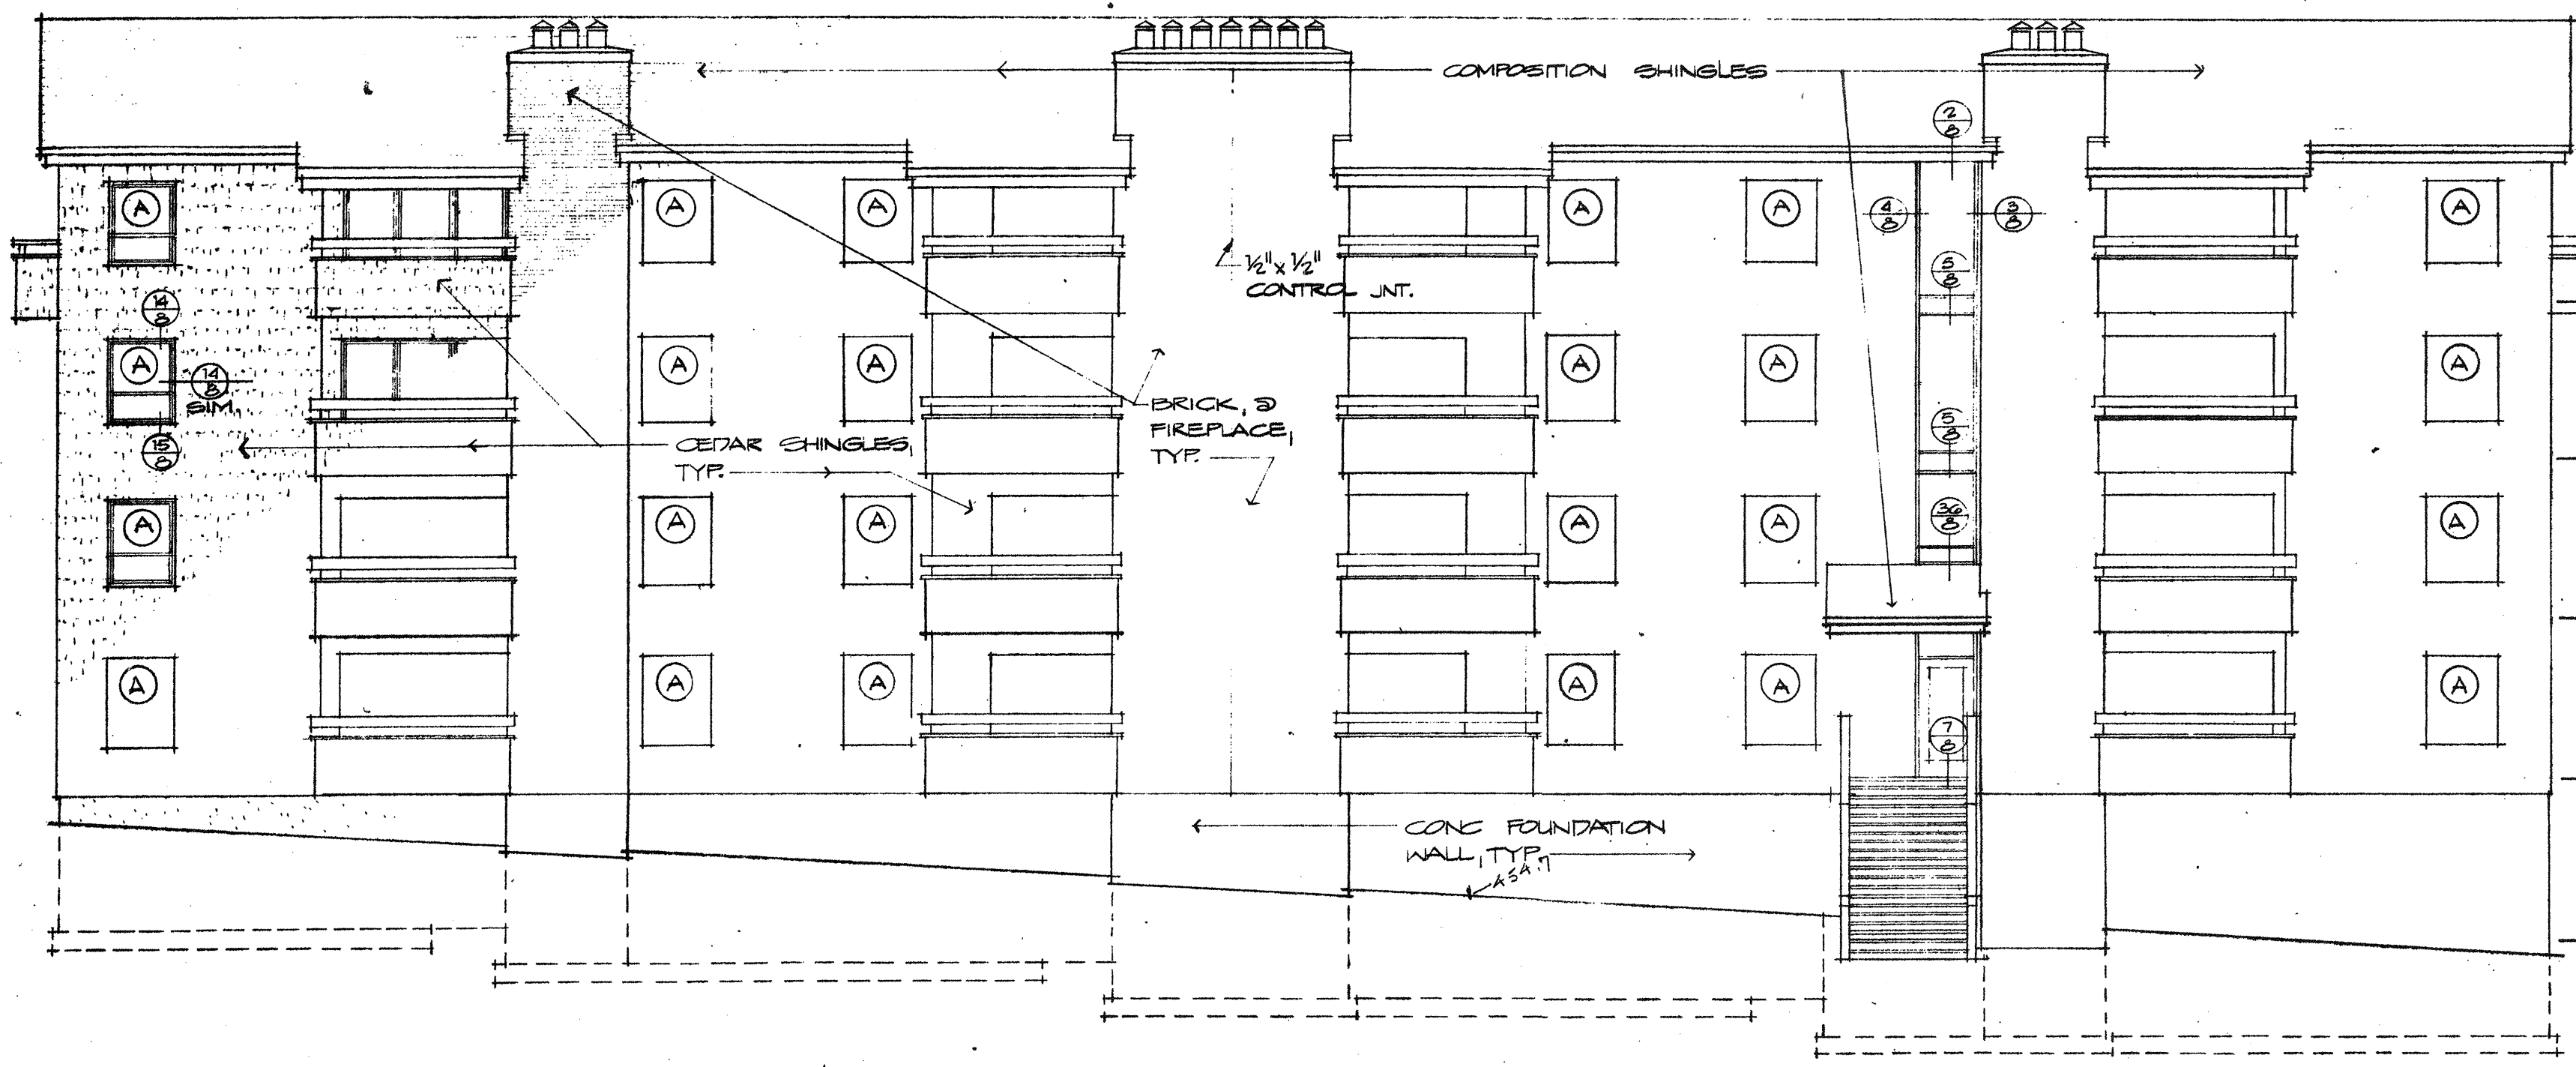 COMPOSITION SHINGLES
2
8
A
A
A
A
A
4
8
3
8
A
1/2" x 1/2"
CONTROL JNT.
5
8
14
8
A
14
8
SIM.
A
A
A
A
A
BRICK, @
FIREPLACE,
TYP.
5
8
15
8
CEDAR SHINGLES,
TYP.
A
A
A
A
A
36
8
A
A
A
A
A
A
A
7
8
CONC FOUNDATION
WALL, TYP.
454.7